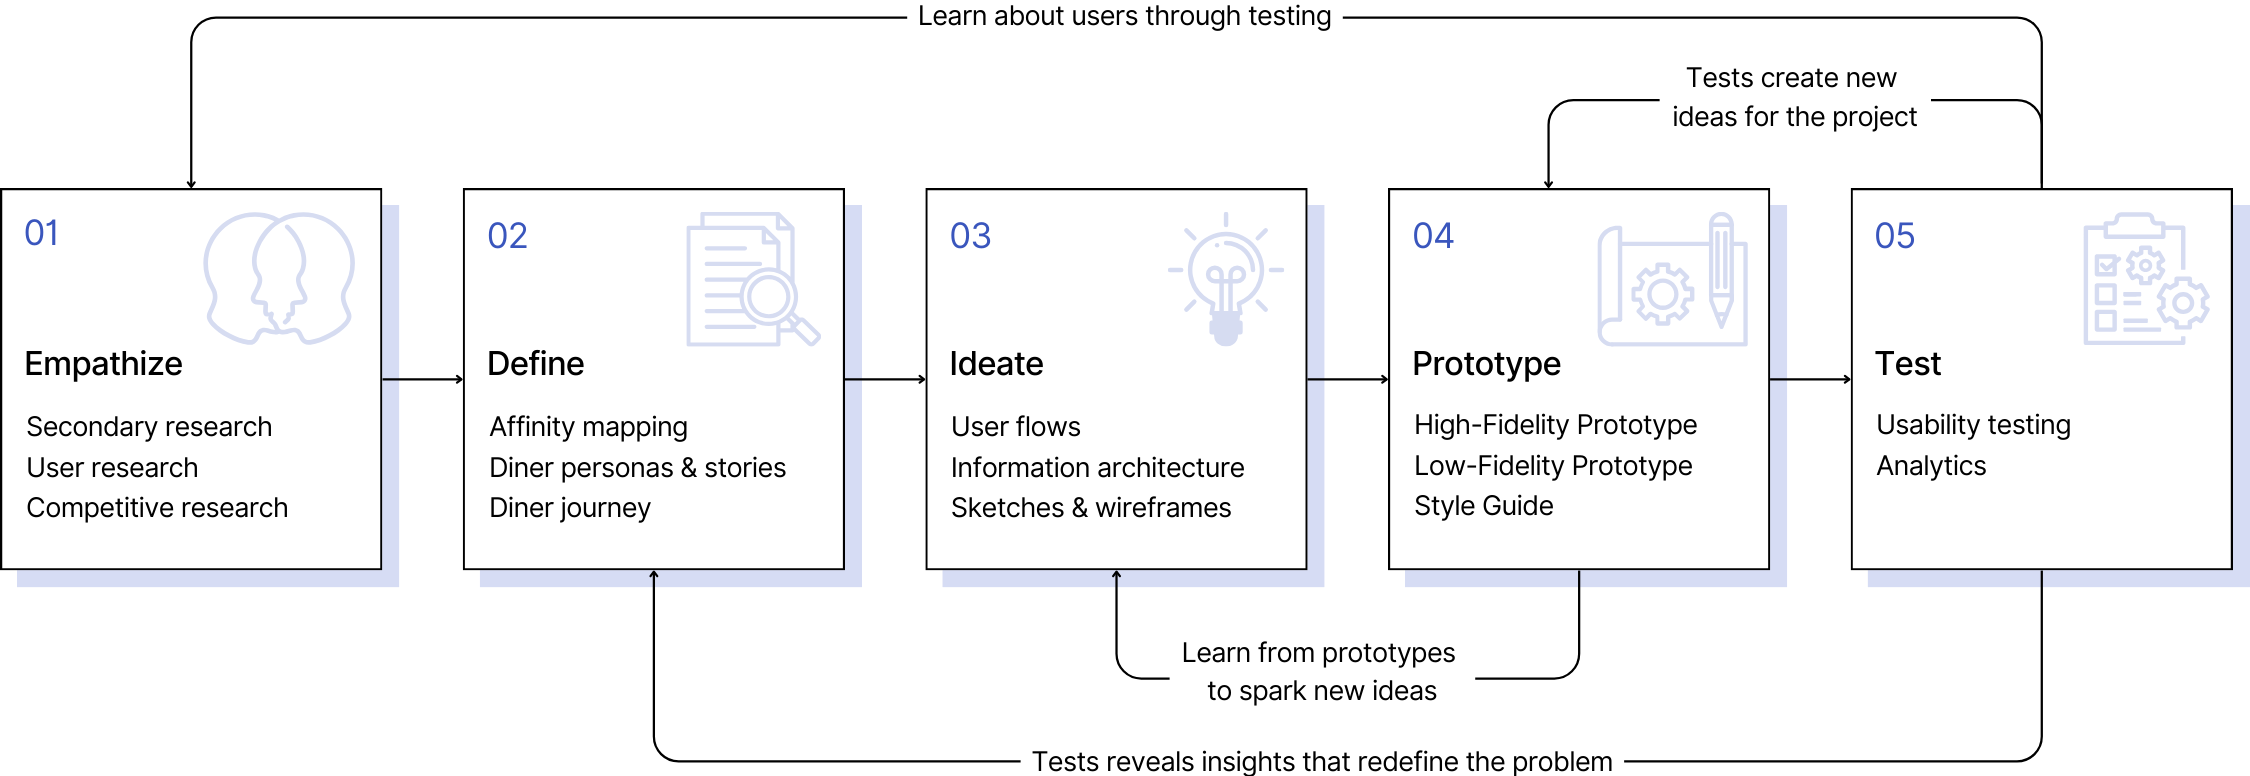 Learn about users through testing
Tests create new
ideas for the project
01
Empathize
Secondary research
User research
Competitive research
02
Define
Affinity mapping
Diner personas & stories
Diner journey
03
Ideate
User flows
Information architecture
Sketches & wireframes
04
Prototype
High-Fidelity Prototype
Low-Fidelity Prototype
Style Guide
05
Test
Usability testing
Analytics
Learn from prototypes
to spark new ideas
Tests reveals insights that redefine the problem